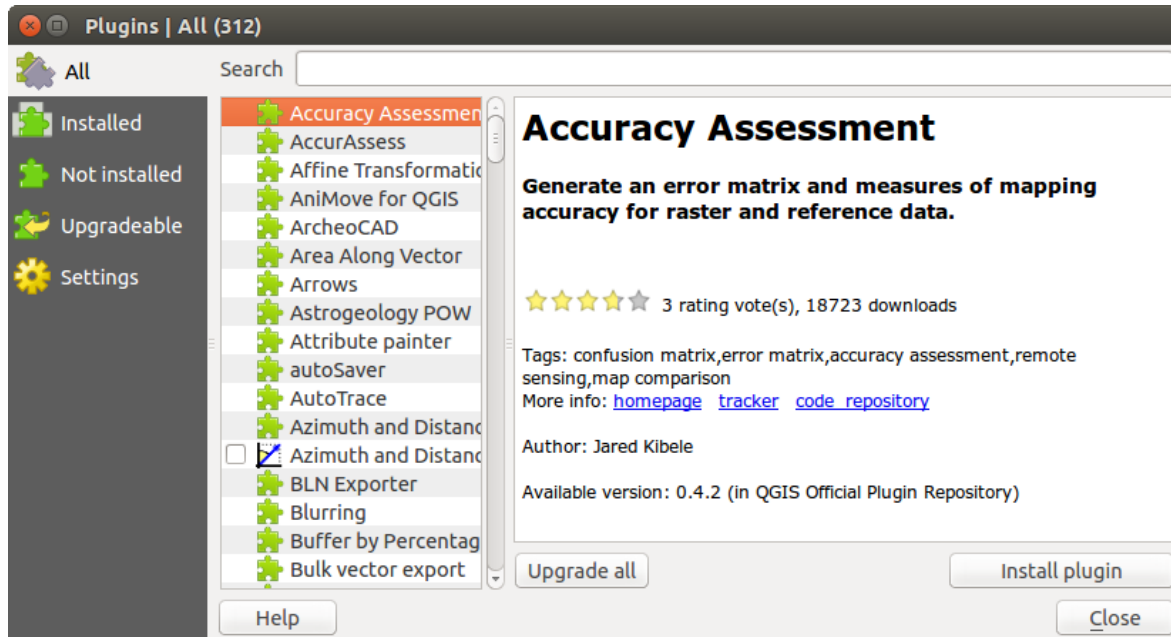 Plugins | All (312)
All
Installed
Not installed
Upgradeable
Settings
Search
Accuracy Assessmen
AccurAssess
Affine Transformatic
AniMove for QGIS
ArcheoCAD
Area Along Vector
Arrows
Astrogeology POW
Attribute painter
autoSaver
AutoTrace
Azimuth and Distanc
Azimuth and Distanc
BLN Exporter
Blurring
Buffer by Percentag
Bulk vector export
Accuracy Assessment
Generate an error matrix and measures of mapping
accuracy for raster and reference data.
3 rating vote(s), 18723 downloads
Tags: confusion matrix,error matrix,accuracy assessment,remote
sensing,map comparison
More info: homepage tracker code_repository
Author: Jared Kibele
Available version: 0.4.2 (in QGIS Official Plugin Repository)
Upgrade all
Install plugin
Help
Close